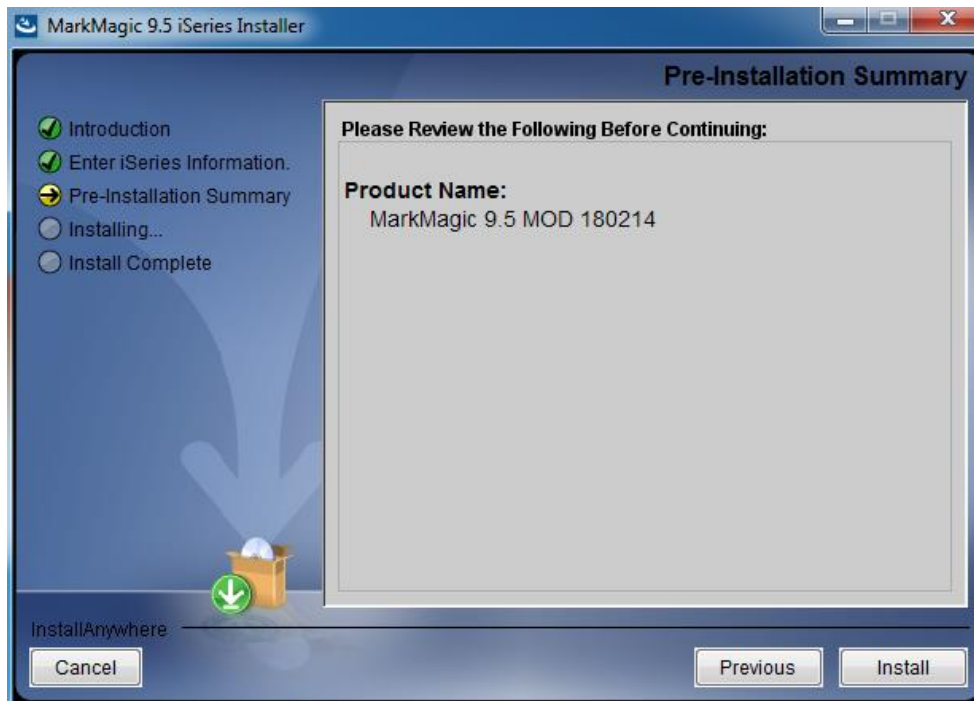 MarkMagic 9.5 iSeries Installer
Pre-Installation Summary
Introduction
Enter iSeries Information.
Pre-Installation Summary
Installing...
Install Complete
Please Review the Following Before Continuing:
Product Name:
MarkMagic 9.5 MOD 180214
InstallAnywhere
Cancel
Previous
Install